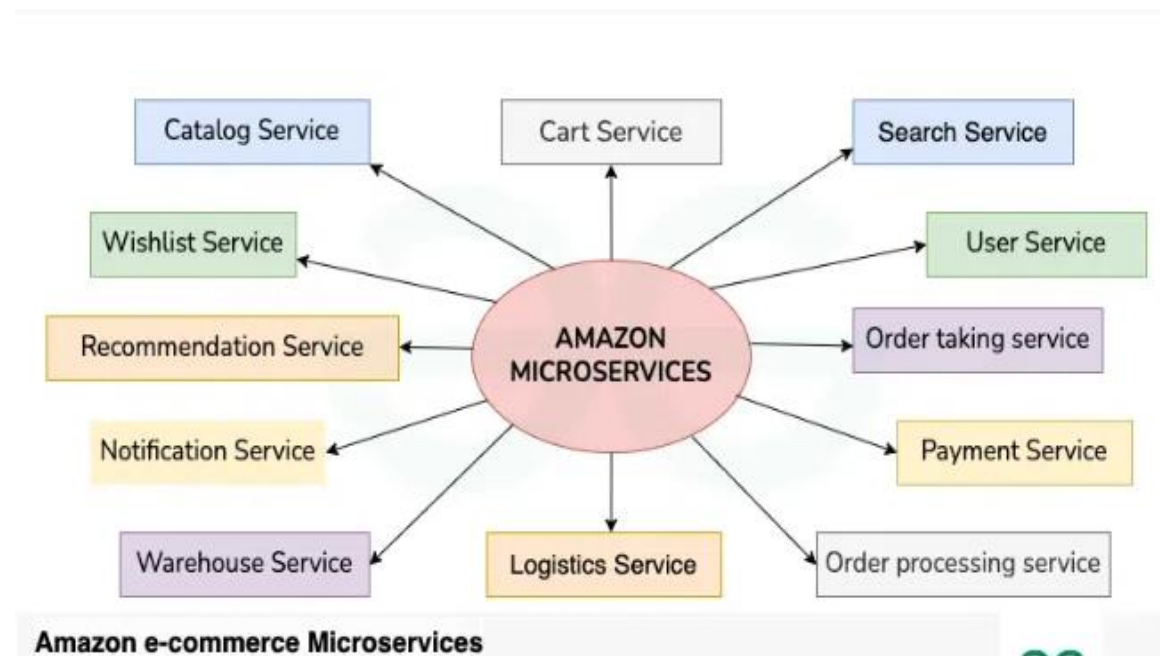 Catalog Service
Cart Service
Search Service
Wishlist Service
User Service
Recommendation Service
AMAZON
MICROSERVICES
Order taking service
Notification Service
Payment Service
Warehouse Service
Logistics Service
Order processing service
Amazon e-commerce Microservices